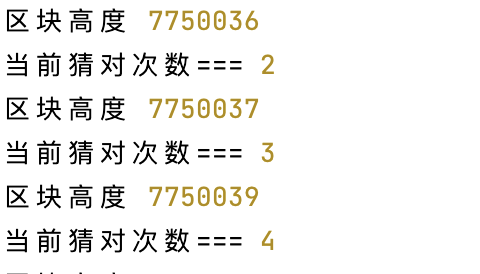 区块高度 7750036
当前猜对次数=== 2
区块高度 7750037
当前猜对次数=== 3
区块高度 7750039
当前猜对次数=== 4